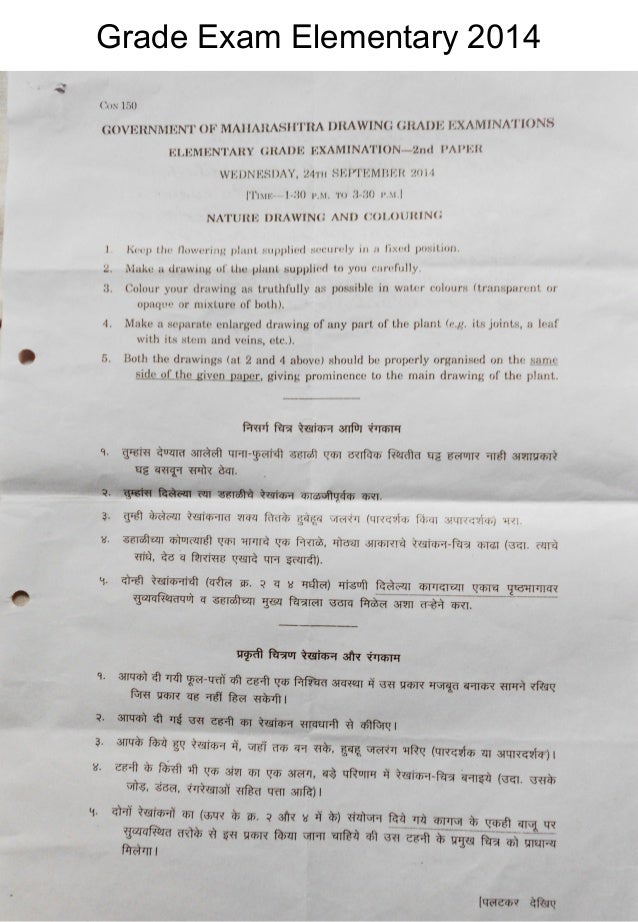 Grade Exam Elementary 2014
CON 150
GOVERNMENT OF MAHARASHTRA DRAWING GRADE EXAMINATIONS
ELEMENTARY GRADE EXAMINATION—2nd PAPER
WEDNESDAY, 24TH SEPTEMBER 2014
[TIME—1-30 P.M. TO 3-30 P.M.]
NATURE DRAWING AND COLOURING
1. Keep the flowering plant supplied securely in a fixed position.
2. Make a drawing of the plant supplied to you carefully.
3. Colour your drawing as truthfully as possible in water colours (transparent or
opaque or mixture of both).
4. Make a separate enlarged drawing of any part of the plant (e.g. its joints, a leaf
with its stem and veins, etc.).
5. Both the drawings (at 2 and 4 above) should be properly organised on the same
side of the given paper, giving prominence to the main drawing of the plant.
निसर्ग चित्र रेखांकन आणि रंगकाम
१. तुम्हांस देण्यात आलेली पाना-फुलांची डहाळी एका ठराविक स्थितीत घट्ट हलणार नाही अशाप्रकारे
घट्ट बसवून समोर ठेवा.
२. तुम्हांस दिलेल्या त्या डहाळीचे रेखांकन काळजीपूर्वक करा.
३. तुम्ही केलेल्या रेखांकनात शक्य तितके हुबेहूब जलरंग (पारदर्शक किंवा अपारदर्शक) भरा.
४. डहाळीच्या कोणत्याही एका भागाचे एक निराळे, मोठ्या आकाराचे रेखांकन-चित्र काढा (उदा. त्याचे
सांधे, देठ व शिरांसह एखादे पान इत्यादी).
५. दोन्ही रेखांकनांची (वरील क्र. २ व ४ मधील) मांडणी दिलेल्या कागदाच्या एकाच पृष्ठभागावर
सुव्यवस्थितपणे व डहाळीच्या मुख्य चित्राला उठाव मिळेल अशा तऱ्हेने करा.
प्रकृती चित्रण रेखांकन और रंगकाम
१. आपको दी गयी फूल-पत्तों की टहनी एक निश्चित अवस्था में उस प्रकार मजबूत बनाकर सामने रखिए
जिस प्रकार वह नहीं हिल सकेगी।
२. आपको दी गई उस टहनी का रेखांकन सावधानी से कीजिए।
३. आपके किये हुए रेखांकन में, जहाँ तक बन सके, हुबहू जलरंग भरिए (पारदर्शक या अपारदर्शक)।
४. टहनी के किसी भी एक अंश का एक अलग, बड़े परिणाम में रेखांकन-चित्र बनाइये (उदा. उसके
जोड़, डंठल, रंगरेखाओं सहित पत्ता आदि)।
५. दोनों रेखांकनों का (ऊपर के क्र. २ और ४ में के) संयोजन दिये गये कागज के एकही बाजू पर
सुव्यवस्थित तरीके से इस प्रकार किया जाना चाहिये की उस टहनी के प्रमुख चित्र को प्राधान्य
मिलेगा।
[पलटकर देखिए